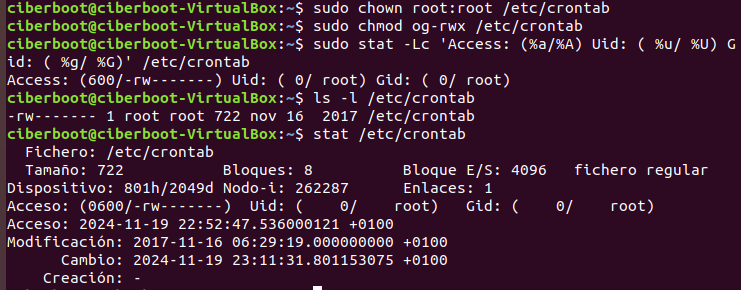 ciberboot@ciberboot-VirtualBox:~$ sudo chown root:root /etc/crontab
ciberboot@ciberboot-VirtualBox:~$ sudo chmod og-rwx /etc/crontab
ciberboot@ciberboot-VirtualBox:~$ sudo stat -Lc 'Access: (%a/%A) Uid: ( %u/ %U) G
id: ( %g/ %G)' /etc/crontab
Access: (600/-rw-------) Uid: ( 0/ root) Gid: ( 0/ root)
ciberboot@ciberboot-VirtualBox:~$ ls -l /etc/crontab
-rw------- 1 root root 722 nov 16  2017 /etc/crontab
ciberboot@ciberboot-VirtualBox:~$ stat /etc/crontab
  Fichero: /etc/crontab
  Tamaño: 722       	Bloques: 8          Bloque E/S: 4096   fichero regular
Dispositivo: 801h/2049d	Nodo-i: 262287      Enlaces: 1
Acceso: (0600/-rw-------)  Uid: (    0/    root)   Gid: (    0/    root)
Acceso: 2024-11-19 22:52:47.536000121 +0100
Modificación: 2017-11-16 06:29:19.000000000 +0100
      Cambio: 2024-11-19 23:11:31.801153075 +0100
    Creación: -